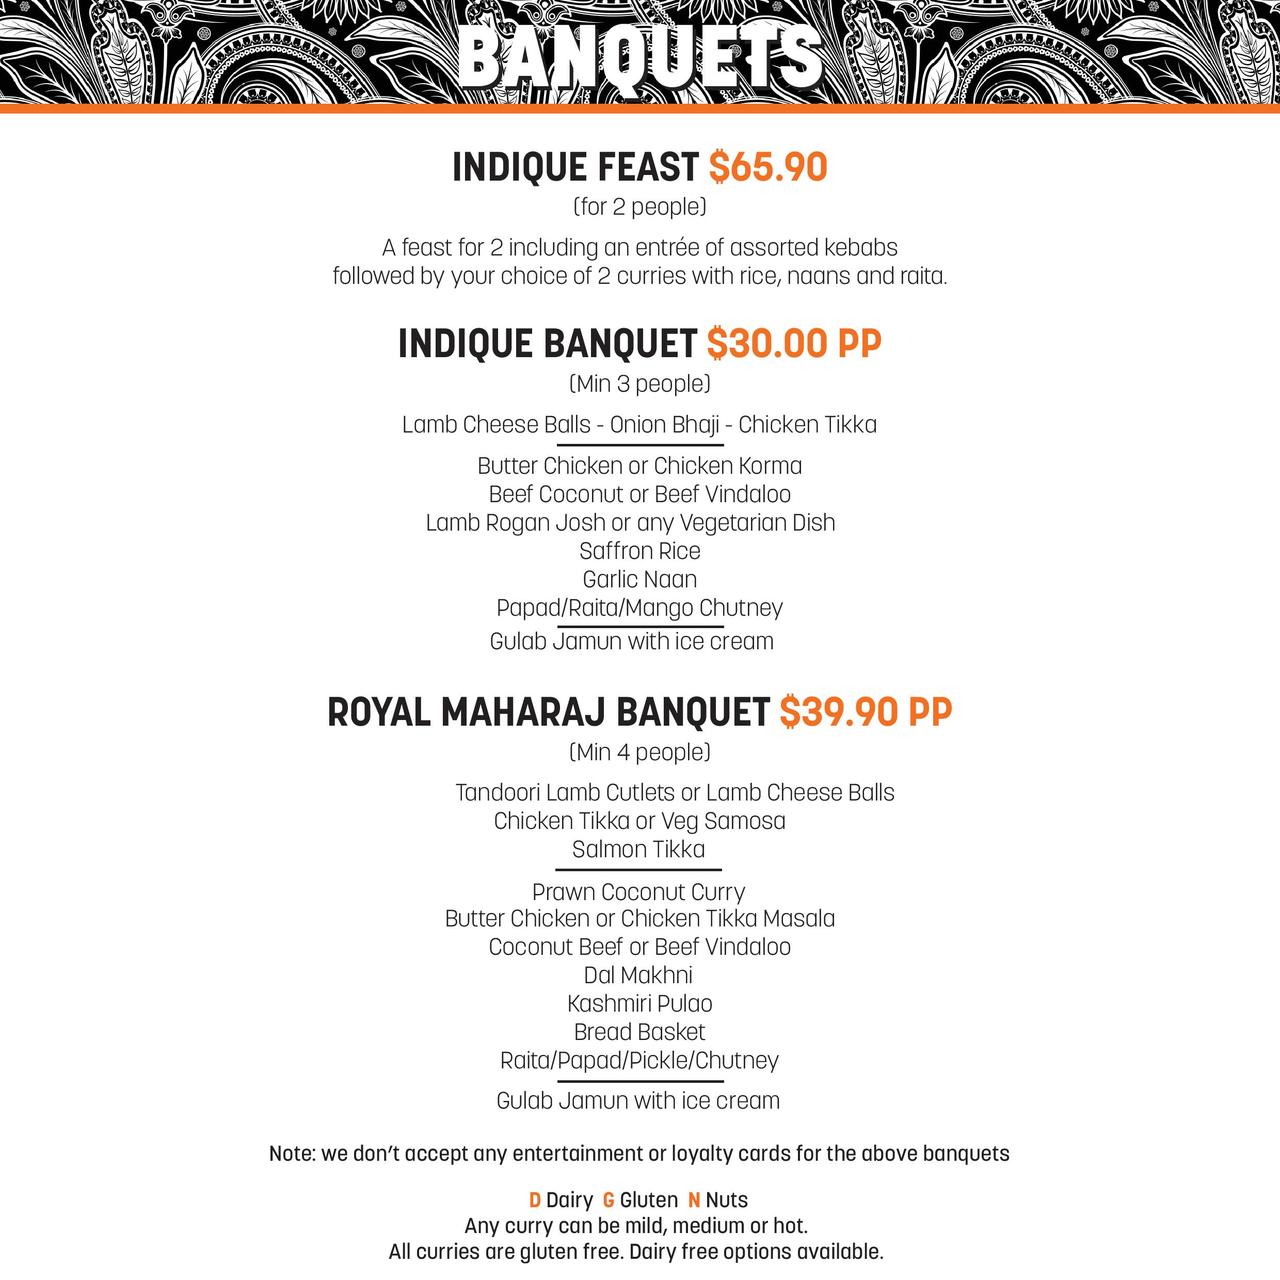 BANQUETS
INDIQUE FEAST $65.90
(for 2 people)
A feast for 2 including an entrée of assorted kebabs
followed by your choice of 2 curries with rice, naans and raita.
INDIQUE BANQUET $30.00 PP
(Min 3 people)
Lamb Cheese Balls - Onion Bhaji - Chicken Tikka
Butter Chicken or Chicken Korma
Beef Coconut or Beef Vindaloo
Lamb Rogan Josh or any Vegetarian Dish
Saffron Rice
Garlic Naan
Papad/Raita/Mango Chutney
Gulab Jamun with ice cream
ROYAL MAHARAJ BANQUET $39.90 PP
(Min 4 people)
Tandoori Lamb Cutlets or Lamb Cheese Balls
Chicken Tikka or Veg Samosa
Salmon Tikka
Prawn Coconut Curry
Butter Chicken or Chicken Tikka Masala
Coconut Beef or Beef Vindaloo
Dal Makhni
Kashmiri Pulao
Bread Basket
Raita/Papad/Pickle/Chutney
Gulab Jamun with ice cream
Note: we don't accept any entertainment or loyalty cards for the above banquets
D Dairy G Gluten N Nuts
Any curry can be mild, medium or hot.
All curries are gluten free. Dairy free options available.